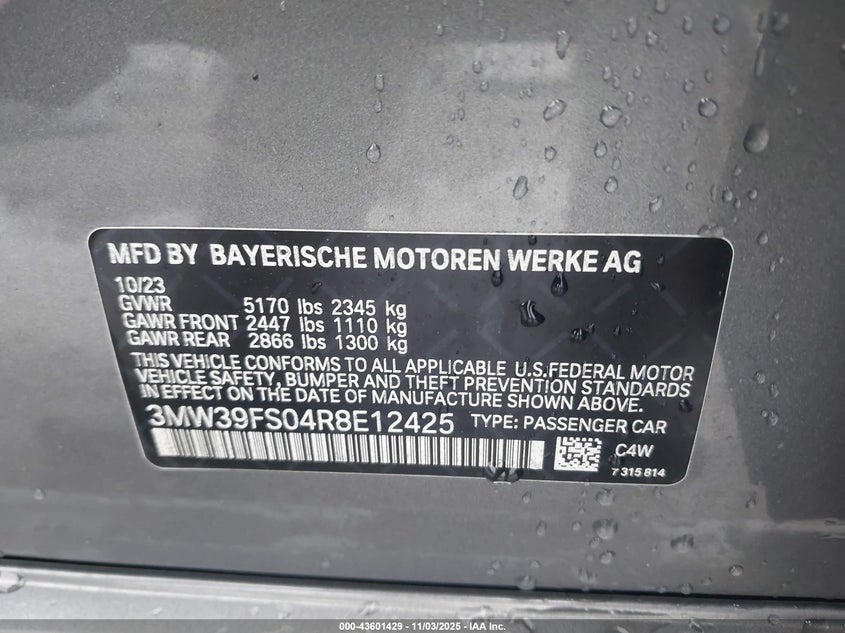 MFD BY BAYERISCHE MOTOREN WERKE AG
10/23
GVWR 5170 lbs 2345 kg
GAWR FRONT 2447 lbs 1110 kg
GAWR REAR 2866 lbs 1300 kg
THIS VEHICLE CONFORMS TO ALL APPLICABLE U.S.FEDERAL MOTOR
VEHICLE SAFETY, BUMPER AND THEFT PREVENTION STANDARDS
IN EFFECT ON THE DATE OF MANUFACTURE SHOWN ABOVE.
3MW39FS04R8E12425 TYPE: PASSENGER CAR
C4W
7 315 814
000-43601429 - 11/03/2025 - IAA Inc.